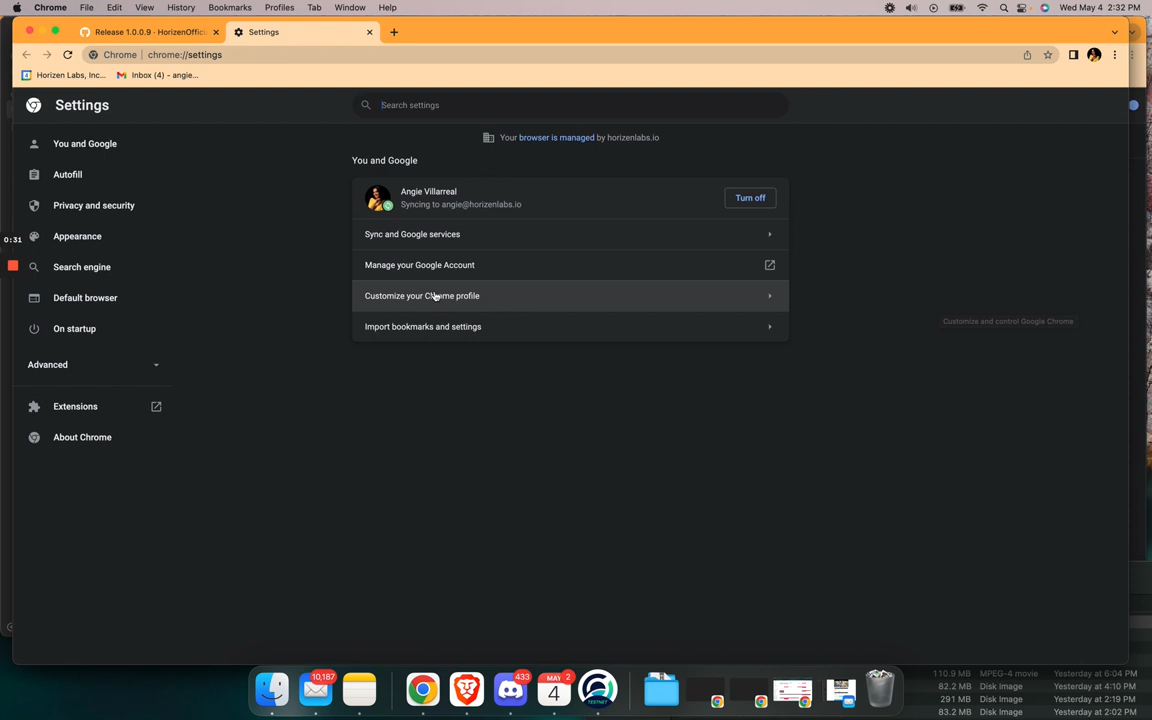 Chrome File Edit View History Bookmarks Profiles Tab Window Help Wed May 4 2:32 PM
Release 1.0.0.9 · HorizenOffici
Settings
Chrome chrome://settings
Horizen Labs, Inc... Inbox (4) - angie...
Settings
Search settings
Your browser is managed by horizenlabs.io
You and Google
Autofill
Privacy and security
Appearance
Search engine
Default browser
On startup
Advanced
Extensions
About Chrome
You and Google
Angie Villarreal
Syncing to angie@horizenlabs.io
Turn off
Sync and Google services
Manage your Google Account
Customize your Chrome profile
Import bookmarks and settings
Customize and control Google Chrome
0:31
10,187
433
MAY 2
4
TESTNET
110.9 MB MPEG-4 movie Yesterday at 6:04 PM
82.2 MB Disk Image Yesterday at 4:10 PM
291 MB Disk Image Yesterday at 2:19 PM
83.2 MB Disk Image Yesterday at 2:02 PM